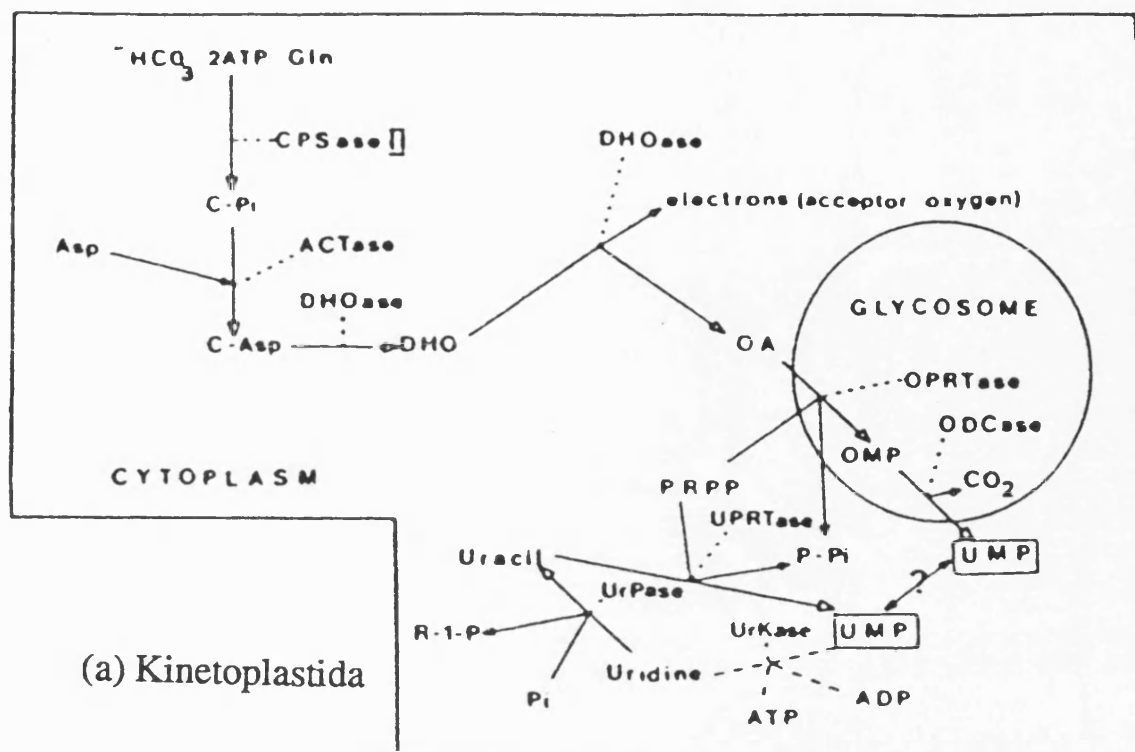 ⁻HCO3 2ATP Gln
CPSase II
DHOase
C-Pi
electrons (acceptor oxygen)
Asp
ACTase
DHOase
GLYCOSOME
C-Asp
DHO
OA
OPRTase
ODCase
OMP
CYTOPLASM
PRPP
CO2
UPRTase
Uracil
P-Pi
UMP
?
UrPase
R-1-P
UrKase
UMP
(a) Kinetoplastida
Uridine
Pi
ADP
ATP